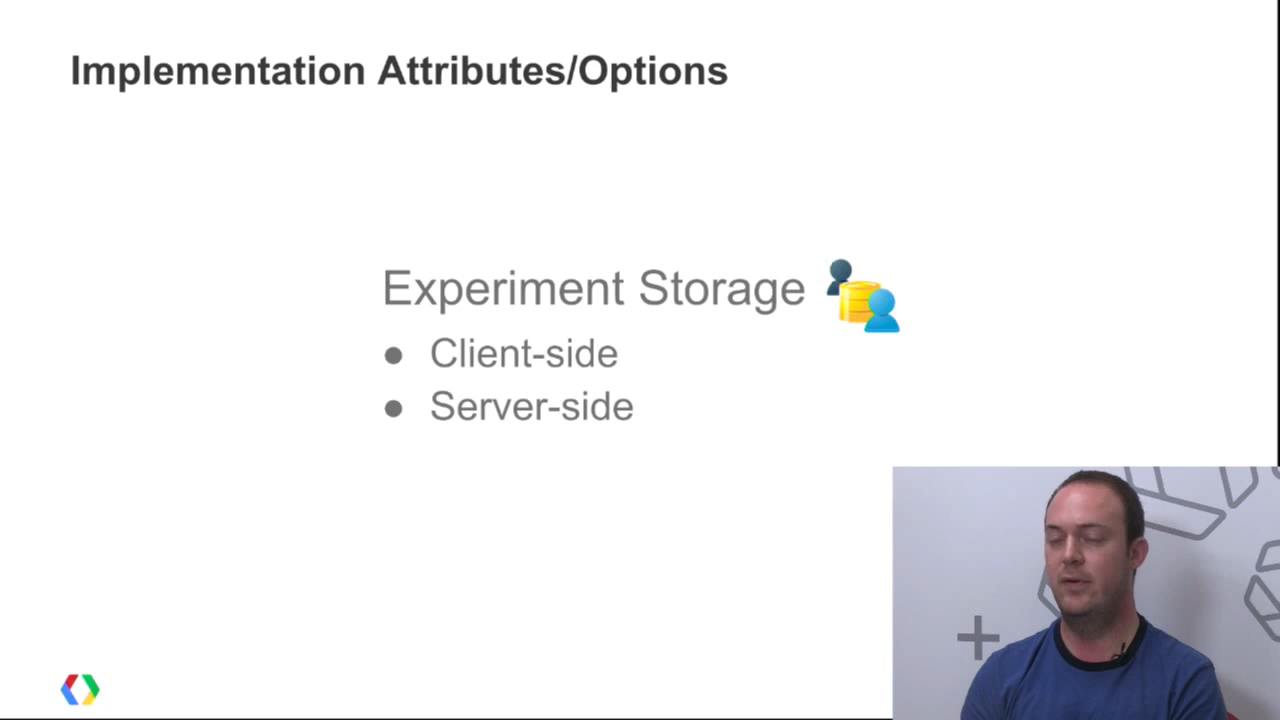 Implementation Attributes/Options
Experiment Storage
● Client-side
● Server-side